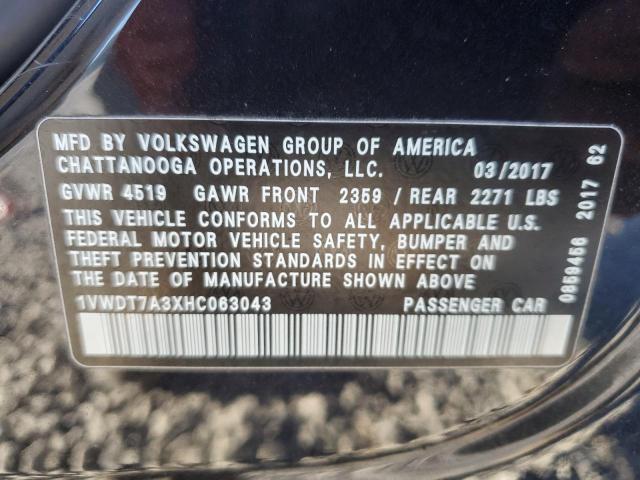 MFD BY VOLKSWAGEN GROUP OF AMERICA
CHATTANOOGA OPERATIONS, LLC. 03/2017
GVWR 4519 GAWR FRONT 2359 / REAR 2271 LBS
THIS VEHICLE CONFORMS TO ALL APPLICABLE U.S.
FEDERAL MOTOR VEHICLE SAFETY, BUMPER AND
THEFT PREVENTION STANDARDS IN EFFECT ON
THE DATE OF MANUFACTURE SHOWN ABOVE
1VWDT7A3XHC063043 PASSENGER CAR
0859456 2017 62